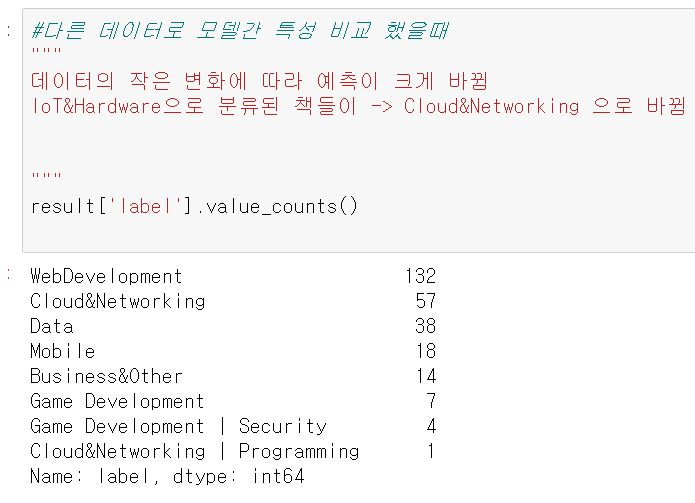 :
#다른 데이터로 모델간 특성 비교 했을때
"""
데이터의 작은 변화에 따라 예측이 크게 바뀜
IoT&Hardware으로 분류된 책들이 -> Cloud&Networking 으로 바뀜
"""
result['label'].value_counts()
:
WebDevelopment 132
Cloud&Networking 57
Data 38
Mobile 18
Business&Other 14
Game Development 7
Game Development | Security 4
Cloud&Networking | Programming 1
Name: label, dtype: int64